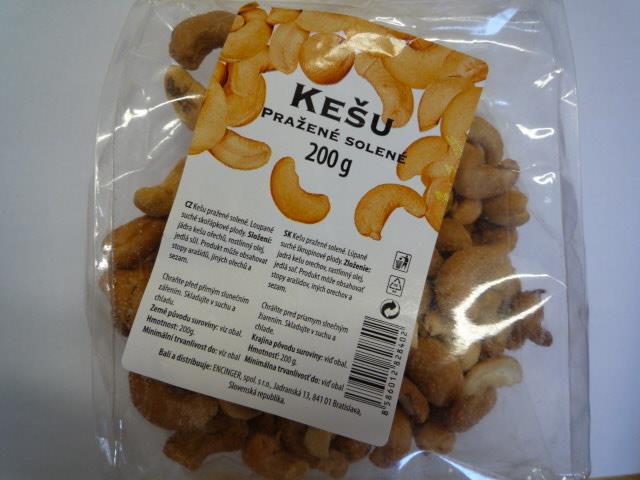 KEŠU
PRAŽENÉ SOLENÉ
200 g
CZ Kešu pražené solené. Loupané
suché skořápkové plody. Složení:
jádra kešu ořechů, rostlinný olej,
jedlá sůl. Produkt může obsahovat
stopy arašídů, jiných ořechů a
sezam.
Chraňte před přímým slunečním
zářením. Skladujte v suchu a
chladu.
Země původu suroviny: viz obal.
Hmotnost: 200g.
Minimální trvanlivost do: viz obal
SK Kešu pražené solené. Lúpané
suché škrupinové plody. Zloženie:
jadrá kešu orechov, rastlinný olej,
jedlá soľ. Produkt môže obsahovať
stopy arašidov, iných orechov a
sezam.
Chráňte pred priamym slnečným
žiarením. Skladujte v suchu a
chlade.
Krajina pôvodu suroviny: viď obal.
Hmotnosť: 200 g.
Minimálna trvanlivosť do: viď obal
Balí a distribuuje: ENCINGER, spol. s r.o., Jadranská 13, 841 01 Bratislava,
Slovenská republika.
8 586012 828402